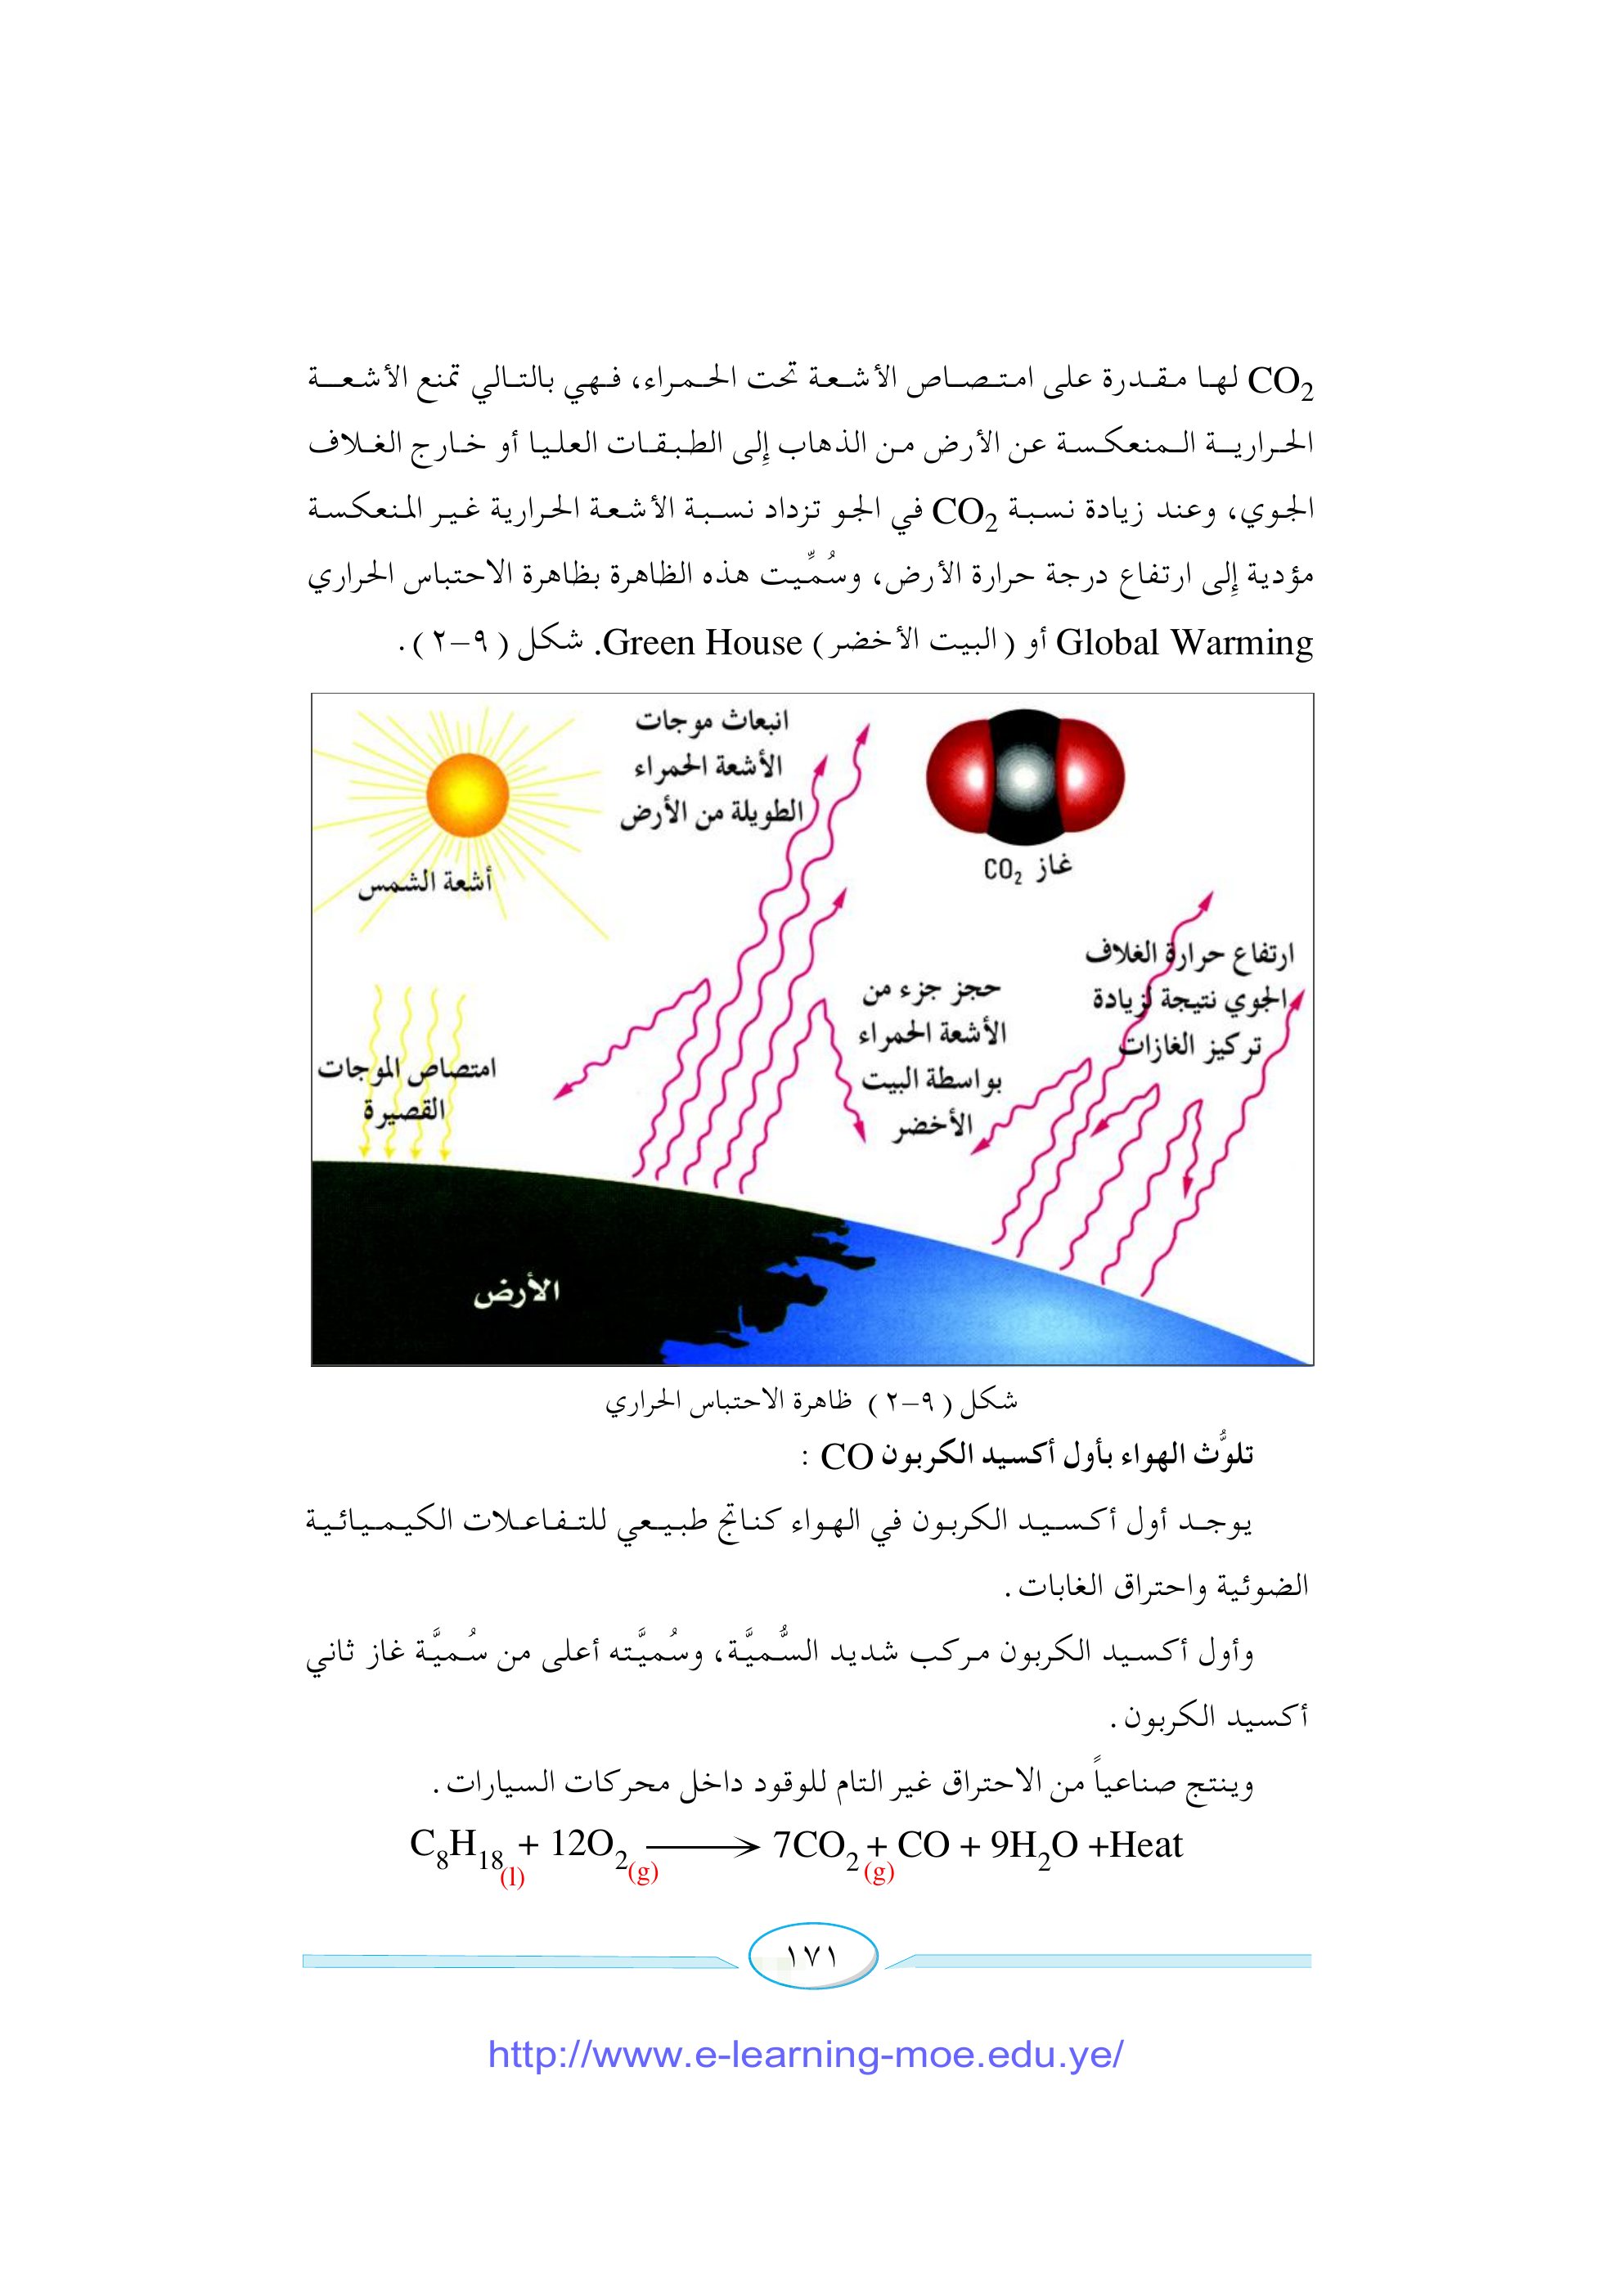 CO₂ لها مقدرة على امتصاص الأشعة تحت الحمراء، فهي بالتالي تمنع الأشعة
الحرارية المنعكسة عن الأرض من الذهاب إِلى الطبقات العليا أو خارج الغلاف
الجوي، وعند زيادة نسبة CO₂ في الجو تزداد نسبة الأشعة الحرارية غير المنعكسة
مؤدية إِلى ارتفاع درجة حرارة الأرض، وسُمِّيت هذه الظاهرة بظاهرة الاحتباس الحراري
Global Warming أو (البيت الأخضر) Green House. شكل (٩–٢).
انبعاث موجات
الأشعة الحمراء
الطويلة من الأرض
غاز CO₂
أشعة الشمس
ارتفاع حرارة الغلاف
الجوي نتيجة لزيادة
تركيز الغازات
حجز جزء من
الأشعة الحمراء
بواسطة البيت
الأخضر
امتصاص الموجات
القصيرة
الأرض
شكل (٩–٢) ظاهرة الاحتباس الحراري
تلوُّث الهواء بأول أكسيد الكربون CO :
يوجد أول أكسيد الكربون في الهواء كناتج طبيعي للتفاعلات الكيميائية
الضوئية واحتراق الغابات.
وأول أكسيد الكربون مركب شديد السُّميَّة، وسُميَّته أعلى من سُميَّة غاز ثاني
أكسيد الكربون.
وينتج صناعياً من الاحتراق غير التام للوقود داخل محركات السيارات.
C₈H₁₈(l) + 12O₂(g) ⟶ 7CO₂(g) + CO + 9H₂O +Heat
١٧١
http://www.e-learning-moe.edu.ye/